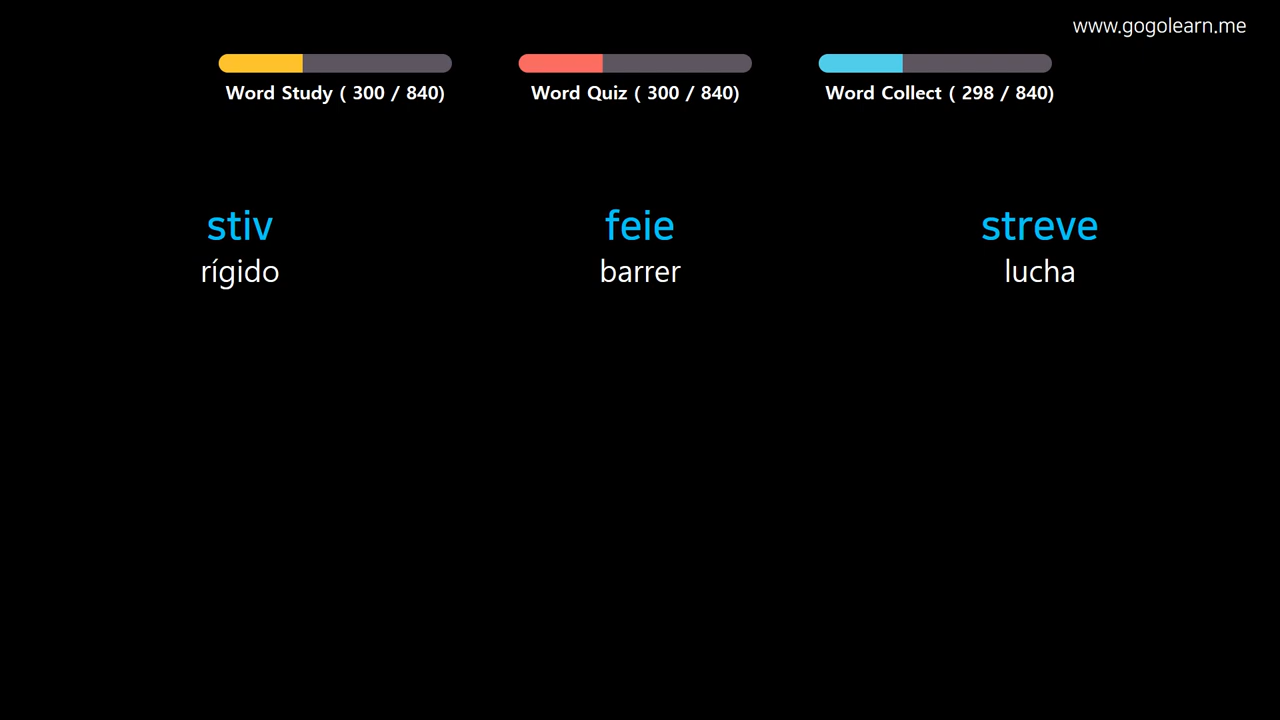 www.gogolearn.me
Word Study ( 300 / 840)
Word Quiz ( 300 / 840)
Word Collect ( 298 / 840)
stiv
rígido
feie
barrer
streve
lucha